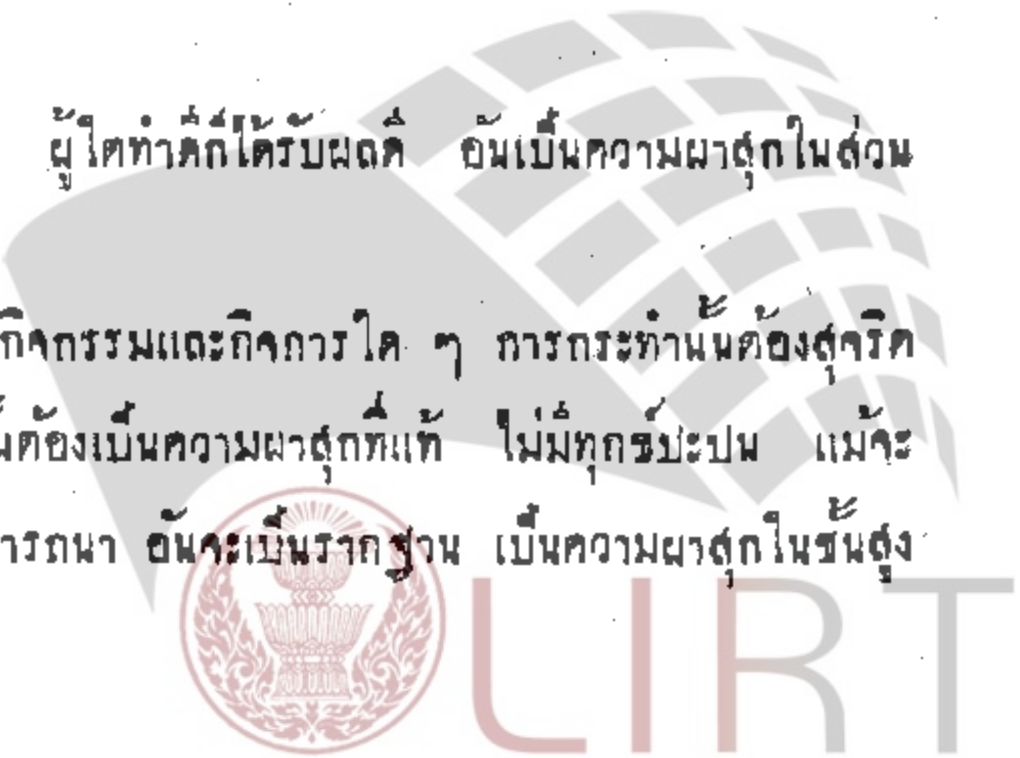 ผู้ใดทำดีก็ได้รับผลดี อันเป็นความผาสุกในส่วน
กิจกรรมและกิจการใด ๆ การกระทำนั้นต้องสุจริต
ต้องเป็นความผาสุกที่แท้ ไม่มีทุกข์ปะปน แม้จะ
ารถนา อันจะเป็นรากฐาน เป็นความผาสุกในชั้นสูง
LIRT